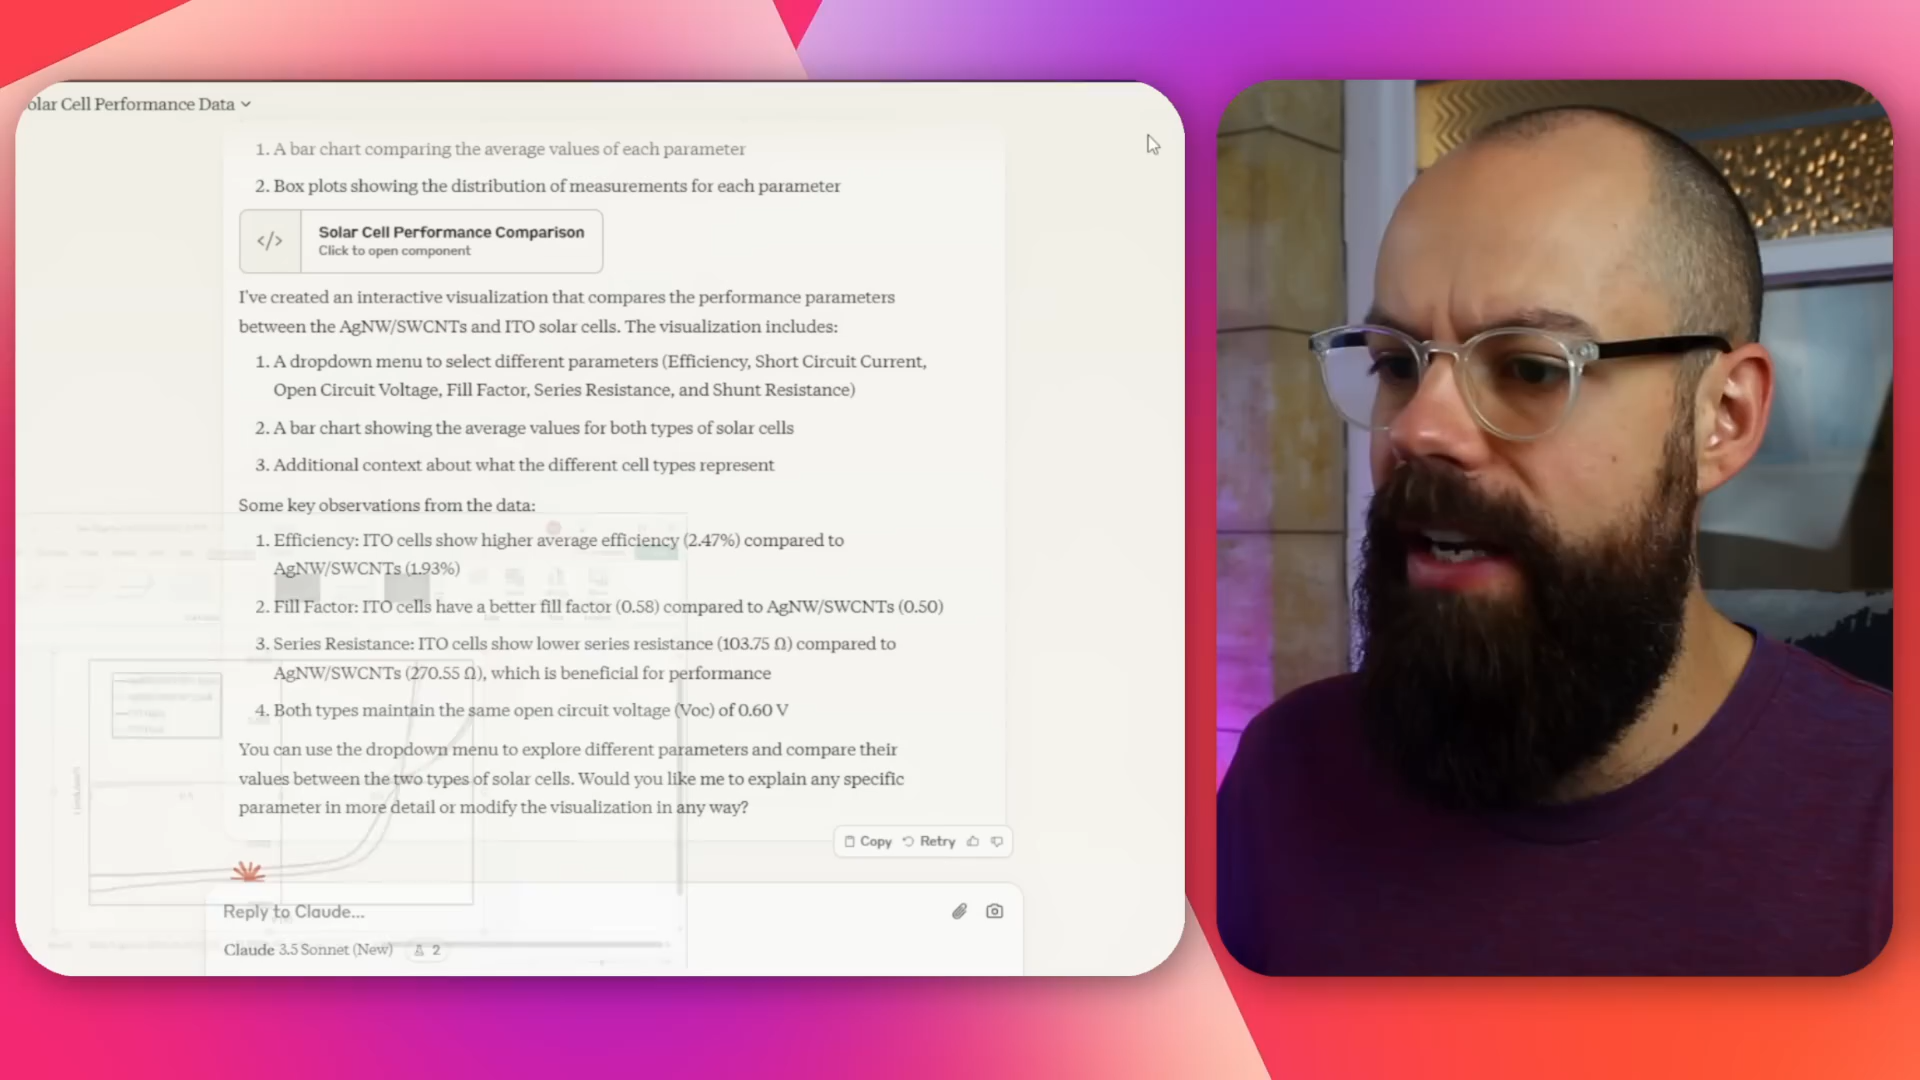 olar Cell Performance Data
1. A bar chart comparing the average values of each parameter
2. Box plots showing the distribution of measurements for each parameter
</>
Solar Cell Performance Comparison
Click to open component
I've created an interactive visualization that compares the performance parameters
between the AgNW/SWCNTs and ITO solar cells. The visualization includes:
1. A dropdown menu to select different parameters (Efficiency, Short Circuit Current,
Open Circuit Voltage, Fill Factor, Series Resistance, and Shunt Resistance)
2. A bar chart showing the average values for both types of solar cells
3. Additional context about what the different cell types represent
Some key observations from the data:
1. Efficiency: ITO cells show higher average efficiency (2.47%) compared to
AgNW/SWCNTs (1.93%)
2. Fill Factor: ITO cells have a better fill factor (0.58) compared to AgNW/SWCNTs (0.50)
3. Series Resistance: ITO cells show lower series resistance (103.75 Ω) compared to
AgNW/SWCNTs (270.55 Ω), which is beneficial for performance
4. Both types maintain the same open circuit voltage (Voc) of 0.60 V
You can use the dropdown menu to explore different parameters and compare their
values between the two types of solar cells. Would you like me to explain any specific
parameter in more detail or modify the visualization in any way?
Copy Retry
Reply to Claude...
Claude 3.5 Sonnet (New) 2